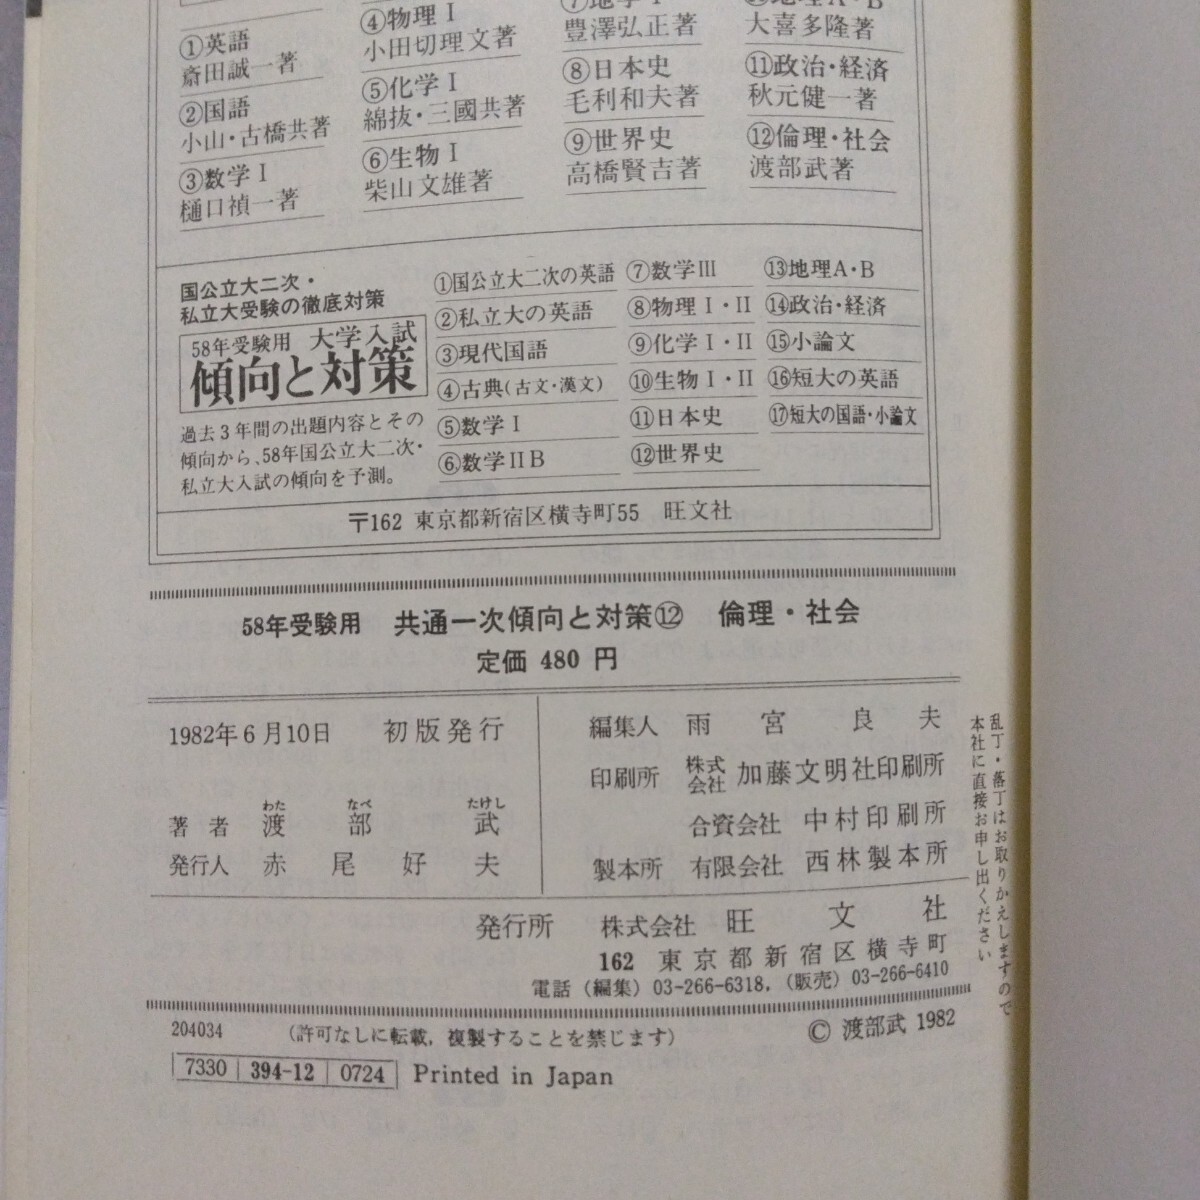 ①英語
斎田誠一著
②国語
小山・古橋共著
③数学Ⅰ
樋口禎一著
④物理Ⅰ
小田切理文著
⑤化学Ⅰ
綿抜・三國共著
⑥生物Ⅰ
柴山文雄著
⑦地学Ⅰ
豊澤弘正著
⑧日本史
毛利和夫著
⑨世界史
高橋賢吉著
地理A・B
大喜多隆著
⑪政治・経済
秋元健一著
⑫倫理・社会
渡部武著
国公立大二次・
私立大受験の徹底対策
58年受験用 大学入試
傾向と対策
過去3年間の出題内容とその
傾向から、58年国公立大二次・
私立大入試の傾向を予測。
①国公立大二次の英語
②私立大の英語
③現代国語
④古典(古文・漢文)
⑤数学Ⅰ
⑥数学ⅡB
⑦数学Ⅲ
⑧物理Ⅰ・Ⅱ
⑨化学Ⅰ・Ⅱ
⑩生物Ⅰ・Ⅱ
⑪日本史
⑫世界史
⑬地理A・B
⑭政治・経済
⑮小論文
⑯短大の英語
⑰短大の国語・小論文
〒162 東京都新宿区横寺町55 旺文社
58年受験用 共通一次傾向と対策⑫ 倫理・社会
定価 480 円
1982年6月10日 初版発行
わた なべ たけし
著者 渡部武
発行人 赤尾好夫
編集人 雨宮良夫
印刷所 株式会社 加藤文明社印刷所
合資会社 中村印刷所
製本所 有限会社 西林製本所
発行所 株式会社 旺文社
162 東京都新宿区横寺町
電話 (編集) 03-266-6318, (販売) 03-266-6410
乱丁・落丁はお取りかえしますので
本社に直接お申し出ください
204034 (許可なしに転載, 複製することを禁じます) © 渡部武 1982
7330 394-12 0724 Printed in Japan